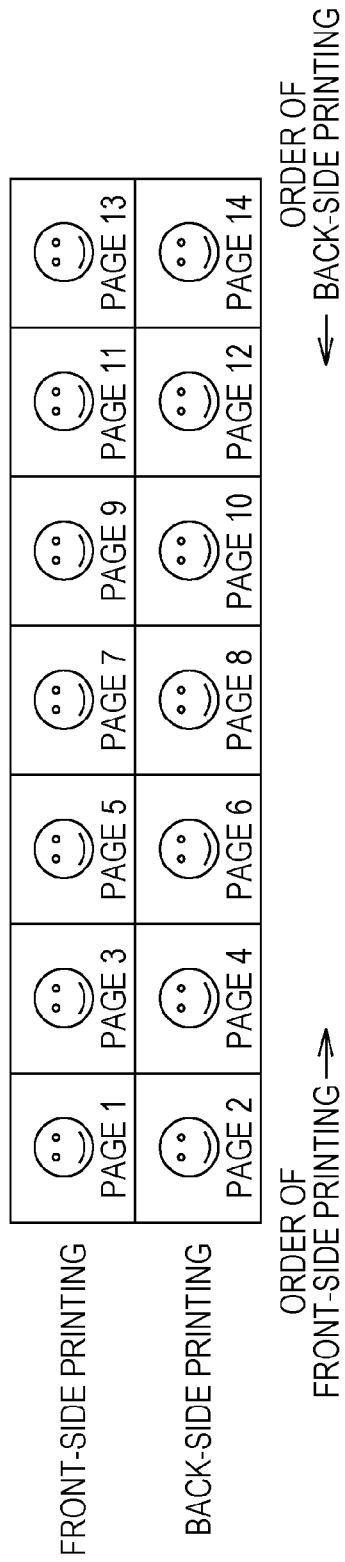 FRONT-SIDE PRINTING
PAGE 1
PAGE 3
PAGE 5
PAGE 7
PAGE 9
PAGE 11
PAGE 13
BACK-SIDE PRINTING
PAGE 2
PAGE 4
PAGE 6
PAGE 8
PAGE 10
PAGE 12
PAGE 14
ORDER OF
FRONT-SIDE PRINTING →
ORDER OF
← BACK-SIDE PRINTING